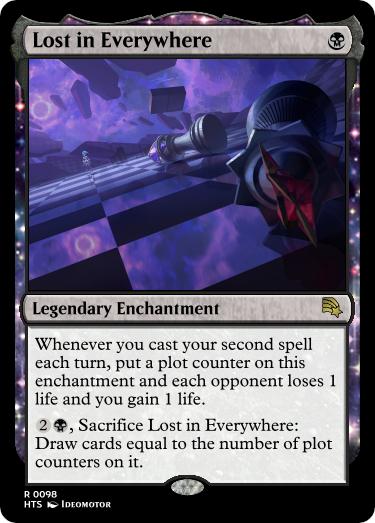 Lost in Everywhere
Legendary Enchantment
Whenever you cast your second spell
each turn, put a plot counter on this
enchantment and each opponent loses 1
life and you gain 1 life.
2 , Sacrifice Lost in Everywhere:
Draw cards equal to the number of plot
counters on it.
R 0098
HTS Ideomotor